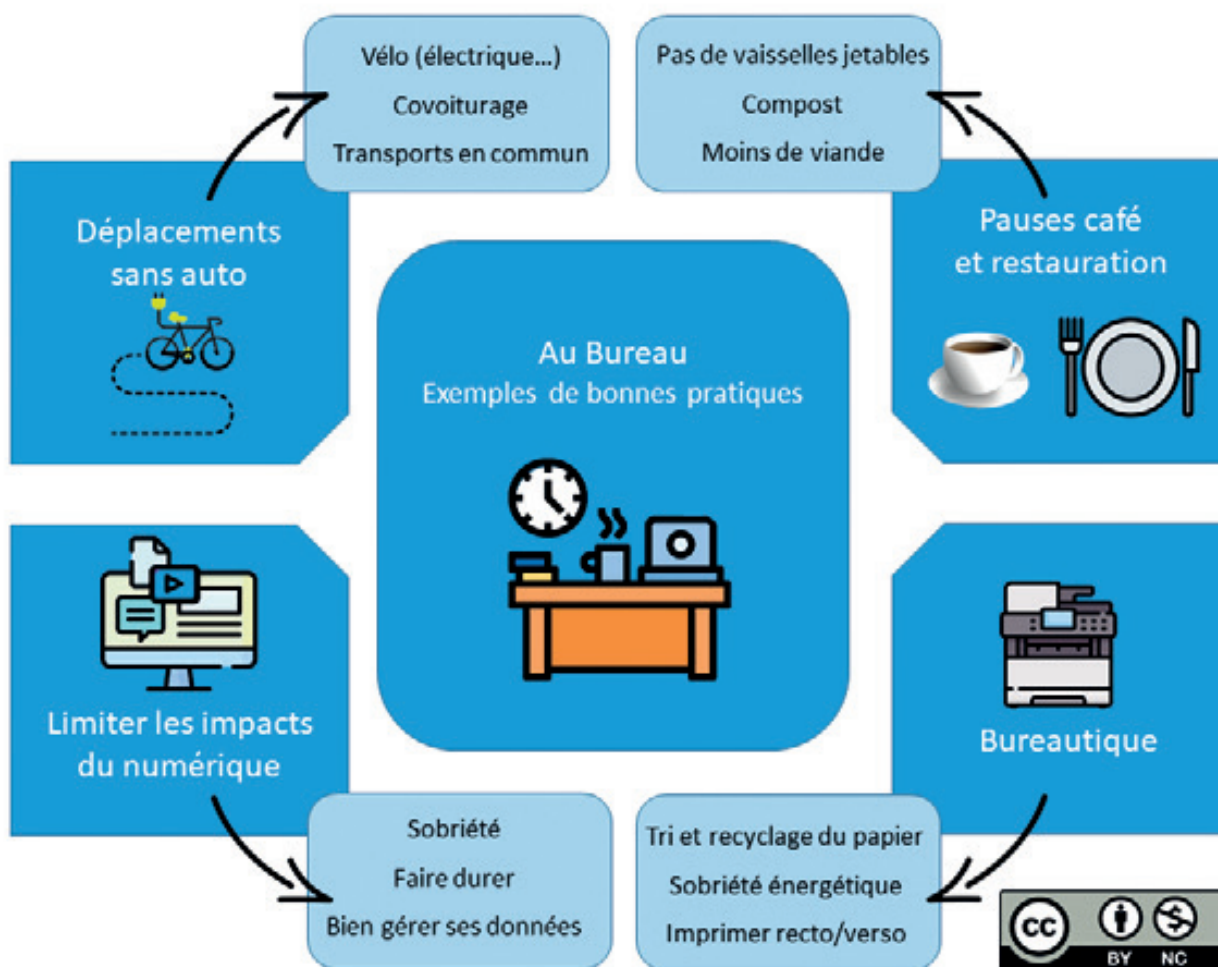 Vélo (électrique...)
Covoiturage
Transports en commun
Pas de vaisselles jetables
Compost
Moins de viande
Déplacements
sans auto
Pauses café
et restauration
Au Bureau
Exemples de bonnes pratiques
Limiter les impacts
du numérique
Bureautique
Sobriété
Faire durer
Bien gérer ses données
Tri et recyclage du papier
Sobriété énergétique
Imprimer recto/verso
CC
BY NC